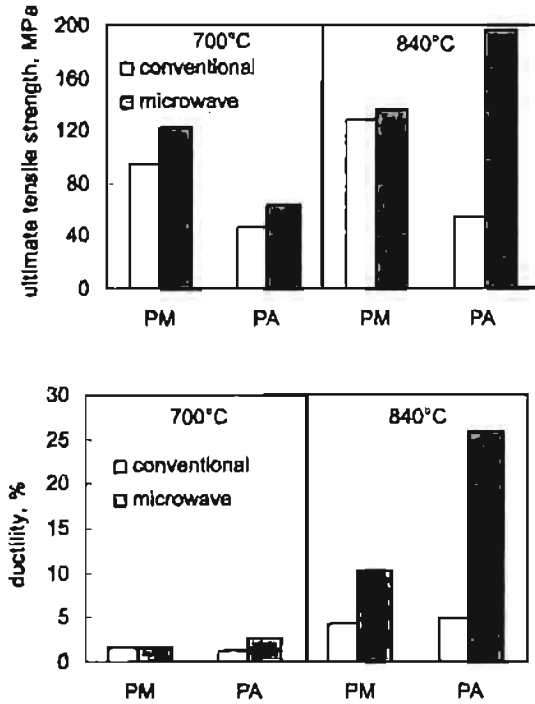 ultimate tensile strength, MPa
200
160
120
80
40
0
700°C
840°C
conventional
microwave
PM PA PM PA
ductility, %
30
25
20
15
10
5
0
700°C
840°C
conventional
microwave
PM PA PM PA